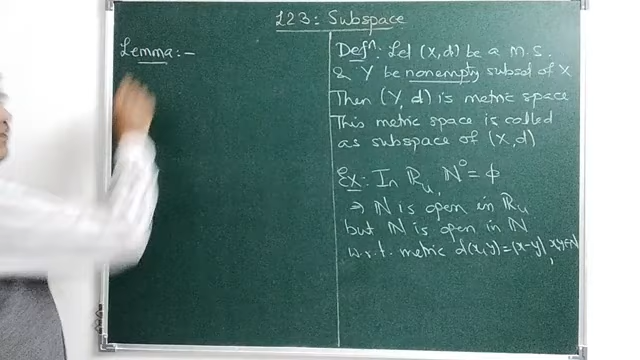 L23: Subspace
Lemma:-
Defⁿ: Let (X,d) be a M.S.
& Y be nonempty subset of X
Then (Y, d) is metric space
This metric space is called
as subspace of (X,d)
Ex: In ℝᵤ, ℕ° = ϕ
⇒ ℕ is open in ℝᵤ
but ℕ is open in ℕ
w.r.t. metric d(x,y)=|x-y|, x,y∈ℕ